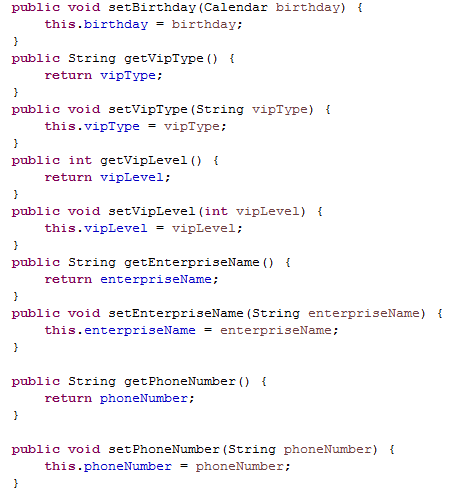 public void setBirthday(Calendar birthday) {
    this.birthday = birthday;
}
public String getVipType() {
    return vipType;
}
public void setVipType(String vipType) {
    this.vipType = vipType;
}
public int getVipLevel() {
    return vipLevel;
}
public void setVipLevel(int vipLevel) {
    this.vipLevel = vipLevel;
}
public String getEnterpriseName() {
    return enterpriseName;
}
public void setEnterpriseName(String enterpriseName) {
    this.enterpriseName = enterpriseName;
}

public String getPhoneNumber() {
    return phoneNumber;
}

public void setPhoneNumber(String phoneNumber) {
    this.phoneNumber = phoneNumber;
}